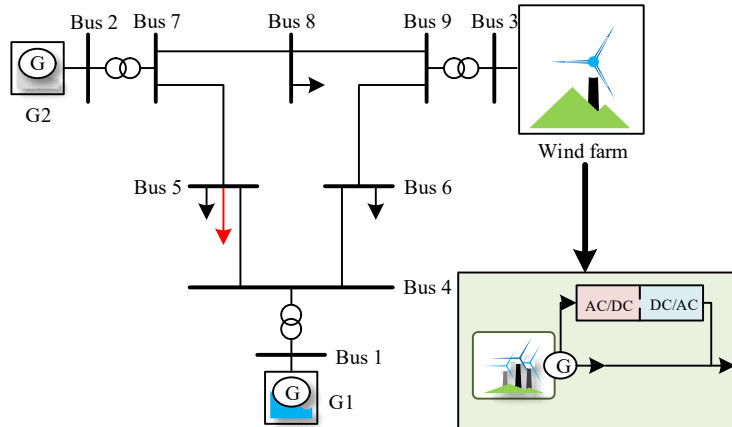 Bus 2
Bus 7
Bus 8
Bus 9
Bus 3
G
G2
Wind farm
Bus 5
Bus 6
Bus 4
AC/DC
DC/AC
G
Bus 1
G
G1